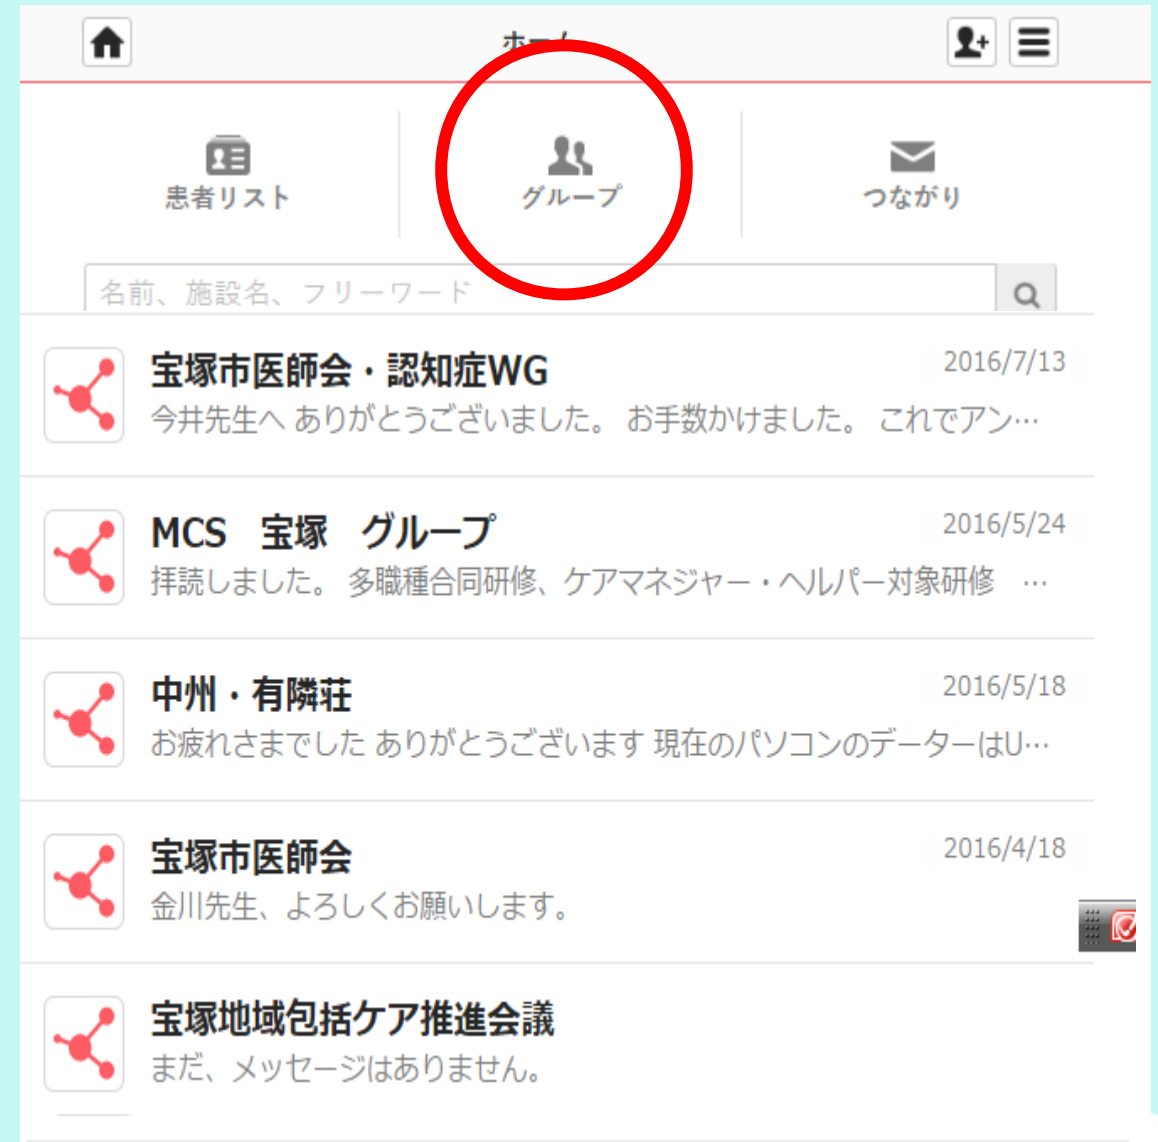 ホーム
患者リスト
グループ
つながり
名前、施設名、フリーワード
宝塚市医師会・認知症WG
2016/7/13
今井先生へ ありがとうございました。 お手数かけました。 これでアン…
MCS　宝塚　グループ
2016/5/24
拝読しました。 多職種合同研修、ケアマネジャー・ヘルパー対象研修　…
中州・有隣荘
2016/5/18
お疲れさまでした ありがとうございます 現在のパソコンのデーターはU…
宝塚市医師会
2016/4/18
金川先生、よろしくお願いします。
宝塚地域包括ケア推進会議
まだ、メッセージはありません。